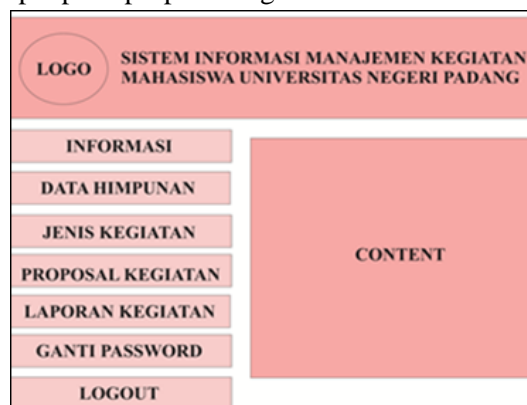 LOGO
SISTEM INFORMASI MANAJEMEN KEGIATAN
MAHASISWA UNIVERSITAS NEGERI PADANG
INFORMASI
DATA HIMPUNAN
JENIS KEGIATAN
PROPOSAL KEGIATAN
LAPORAN KEGIATAN
GANTI PASSWORD
LOGOUT
CONTENT